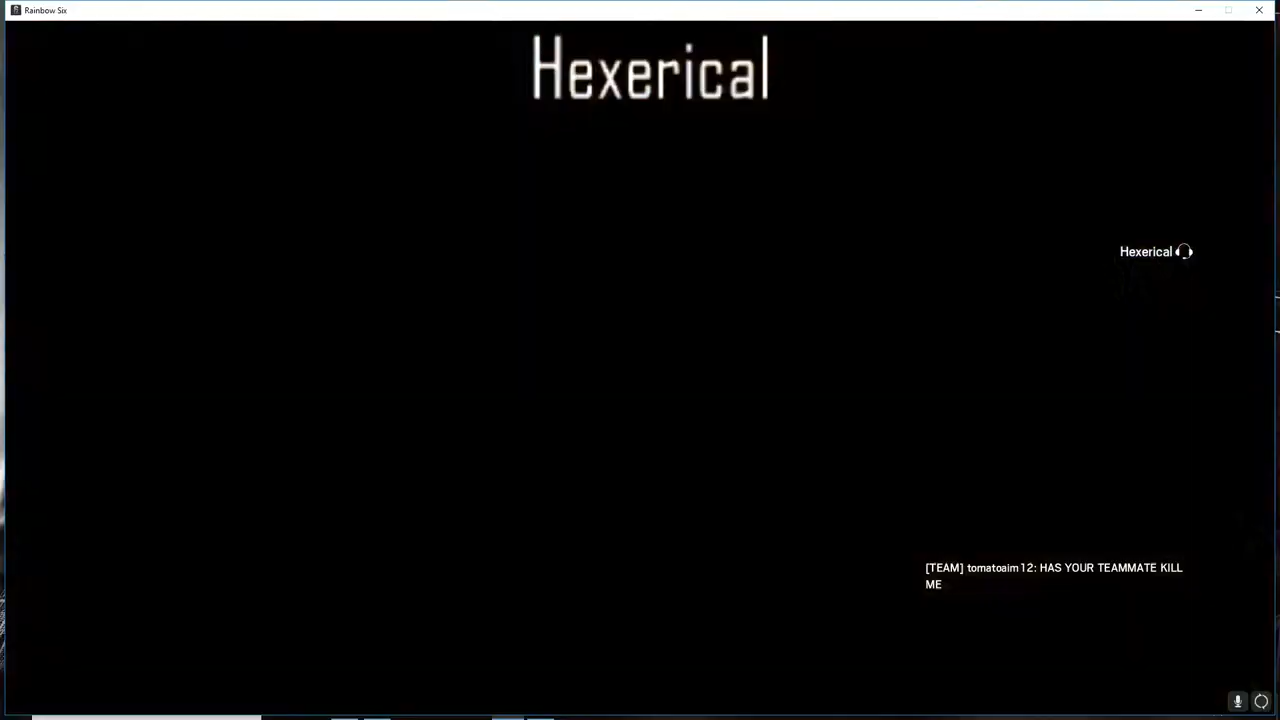 Rainbow Six
Hexerical
Hexerical
[TEAM] tomatoaim12: HAS YOUR TEAMMATE KILL
ME